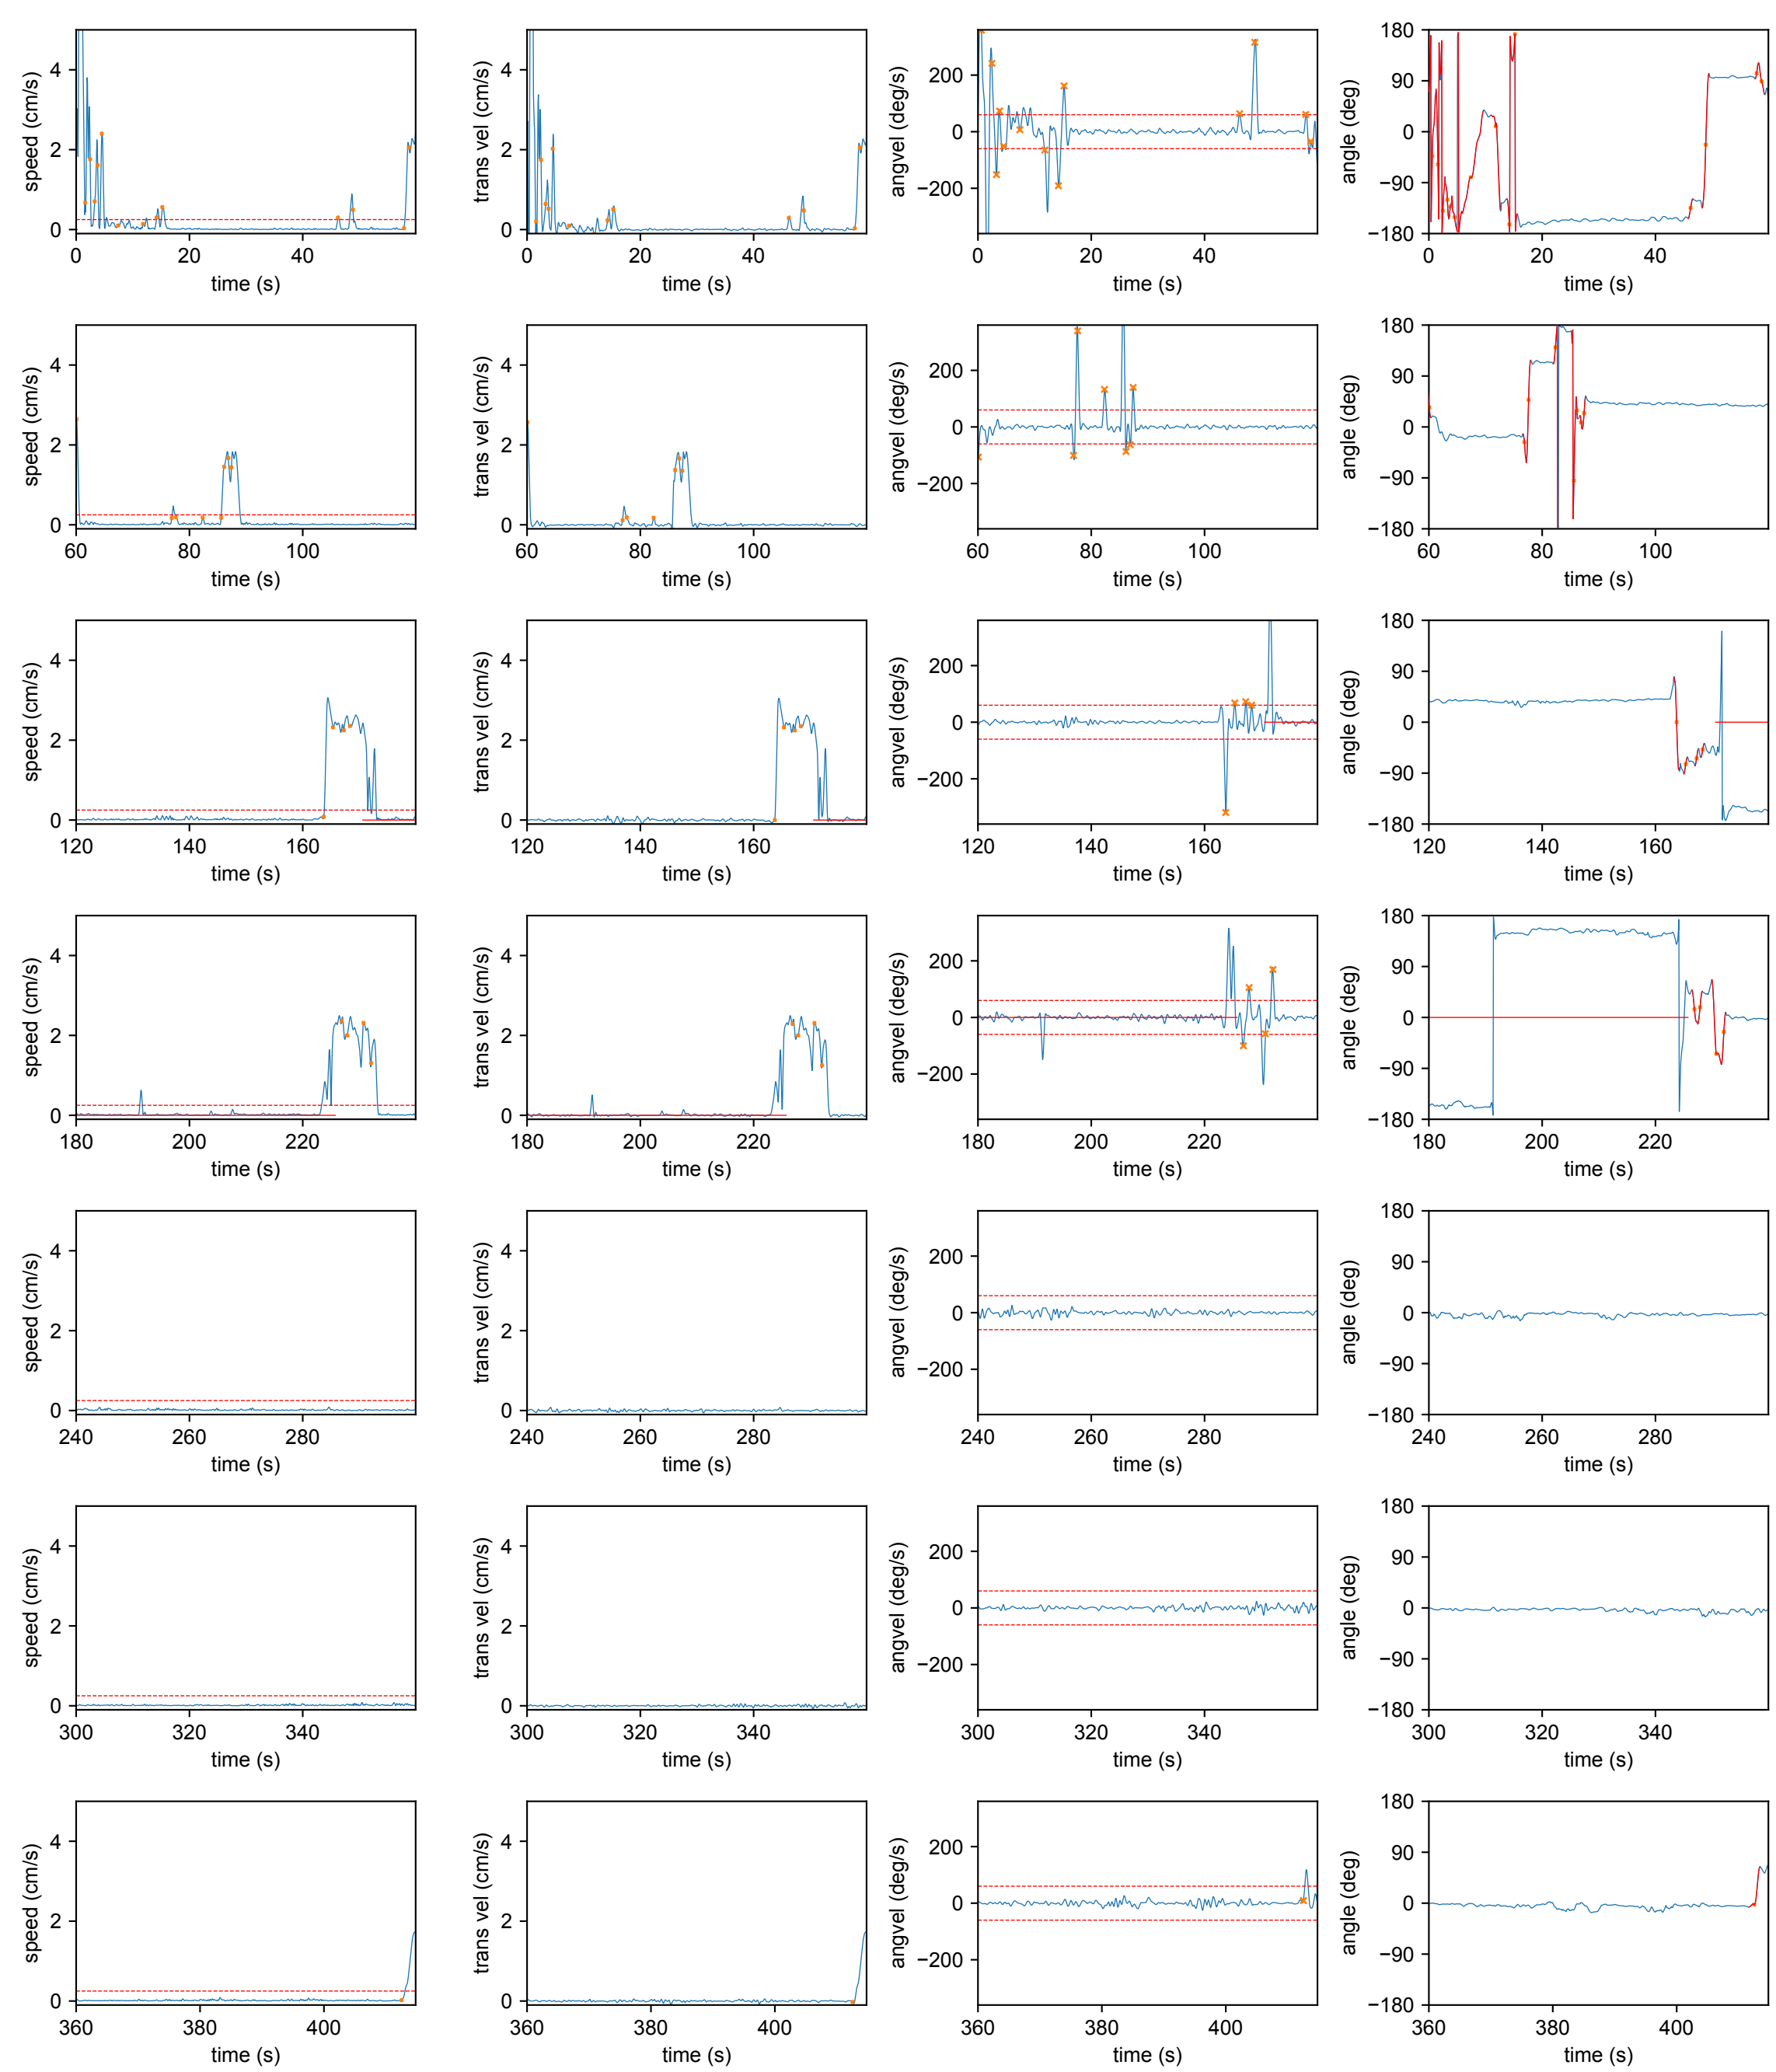 speed (cm/s)
4
2
0
0 20 40
time (s)
trans vel (cm/s)
4
2
0
0 20 40
time (s)
angvel (deg/s)
200
0
−200
0 20 40
time (s)
angle (deg)
180
90
0
−90
−180
0 20 40
time (s)
speed (cm/s)
4
2
0
60 80 100
time (s)
trans vel (cm/s)
4
2
0
60 80 100
time (s)
angvel (deg/s)
200
0
−200
60 80 100
time (s)
angle (deg)
180
90
0
−90
−180
60 80 100
time (s)
speed (cm/s)
4
2
0
120 140 160
time (s)
trans vel (cm/s)
4
2
0
120 140 160
time (s)
angvel (deg/s)
200
0
−200
120 140 160
time (s)
angle (deg)
180
90
0
−90
−180
120 140 160
time (s)
speed (cm/s)
4
2
0
180 200 220
time (s)
trans vel (cm/s)
4
2
0
180 200 220
time (s)
angvel (deg/s)
200
0
−200
180 200 220
time (s)
angle (deg)
180
90
0
−90
−180
180 200 220
time (s)
speed (cm/s)
4
2
0
240 260 280
time (s)
trans vel (cm/s)
4
2
0
240 260 280
time (s)
angvel (deg/s)
200
0
−200
240 260 280
time (s)
angle (deg)
180
90
0
−90
−180
240 260 280
time (s)
speed (cm/s)
4
2
0
300 320 340
time (s)
trans vel (cm/s)
4
2
0
300 320 340
time (s)
angvel (deg/s)
200
0
−200
300 320 340
time (s)
angle (deg)
180
90
0
−90
−180
300 320 340
time (s)
speed (cm/s)
4
2
0
360 380 400
time (s)
trans vel (cm/s)
4
2
0
360 380 400
time (s)
angvel (deg/s)
200
0
−200
360 380 400
time (s)
angle (deg)
180
90
0
−90
−180
360 380 400
time (s)